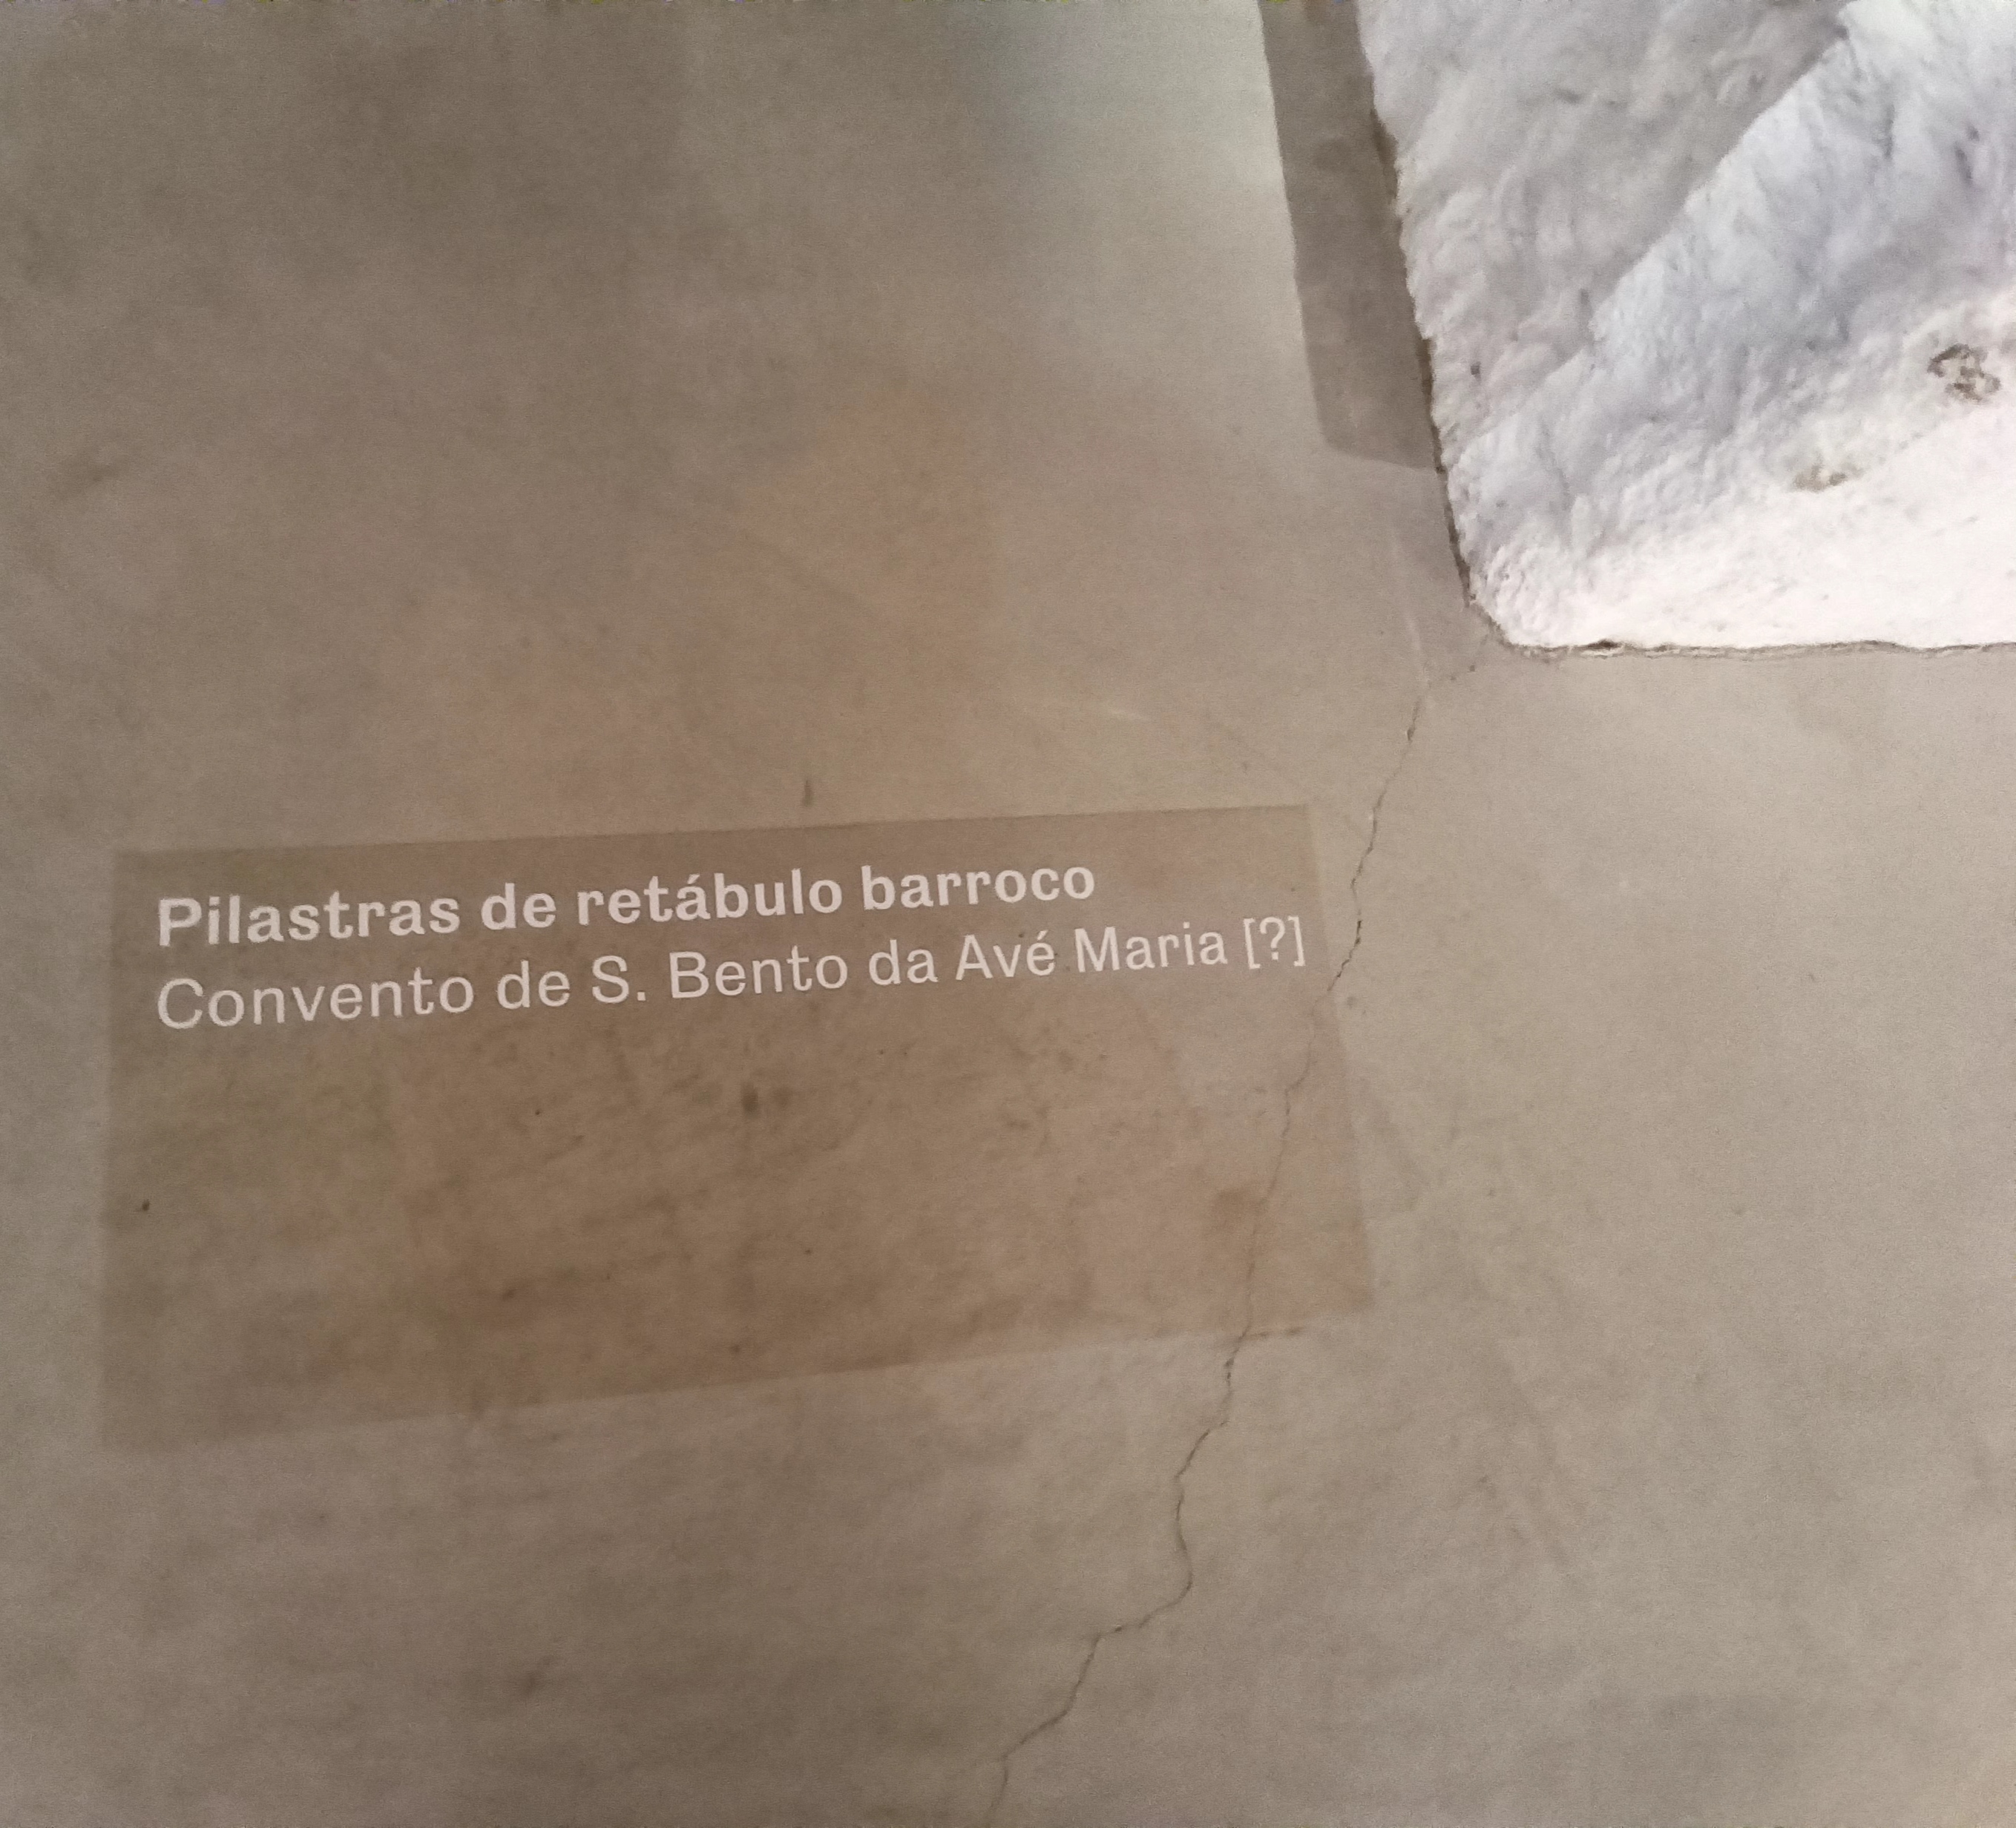 Pilastras de retábulo barroco
Convento de S. Bento da Avé Maria [?]